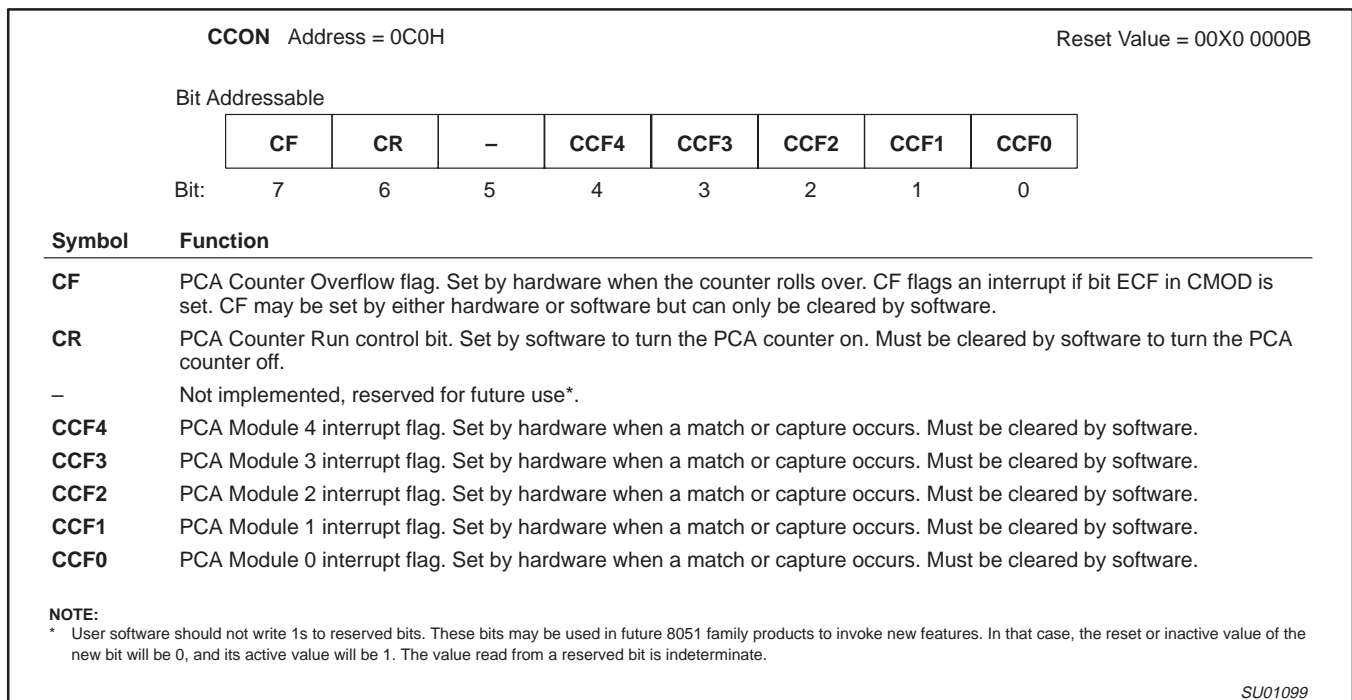 CCON Address = 0C0H Reset Value = 00X0 0000B
Bit Addressable
CF CR – CCF4 CCF3 CCF2 CCF1 CCF0
Bit: 7 6 5 4 3 2 1 0
Symbol Function
CF PCA Counter Overflow flag. Set by hardware when the counter rolls over. CF flags an interrupt if bit ECF in CMOD is
set. CF may be set by either hardware or software but can only be cleared by software.
CR PCA Counter Run control bit. Set by software to turn the PCA counter on. Must be cleared by software to turn the PCA
counter off.
– Not implemented, reserved for future use*.
CCF4 PCA Module 4 interrupt flag. Set by hardware when a match or capture occurs. Must be cleared by software.
CCF3 PCA Module 3 interrupt flag. Set by hardware when a match or capture occurs. Must be cleared by software.
CCF2 PCA Module 2 interrupt flag. Set by hardware when a match or capture occurs. Must be cleared by software.
CCF1 PCA Module 1 interrupt flag. Set by hardware when a match or capture occurs. Must be cleared by software.
CCF0 PCA Module 0 interrupt flag. Set by hardware when a match or capture occurs. Must be cleared by software.
NOTE:
* User software should not write 1s to reserved bits. These bits may be used in future 8051 family products to invoke new features. In that case, the reset or inactive value of the
new bit will be 0, and its active value will be 1. The value read from a reserved bit is indeterminate.
SU01099